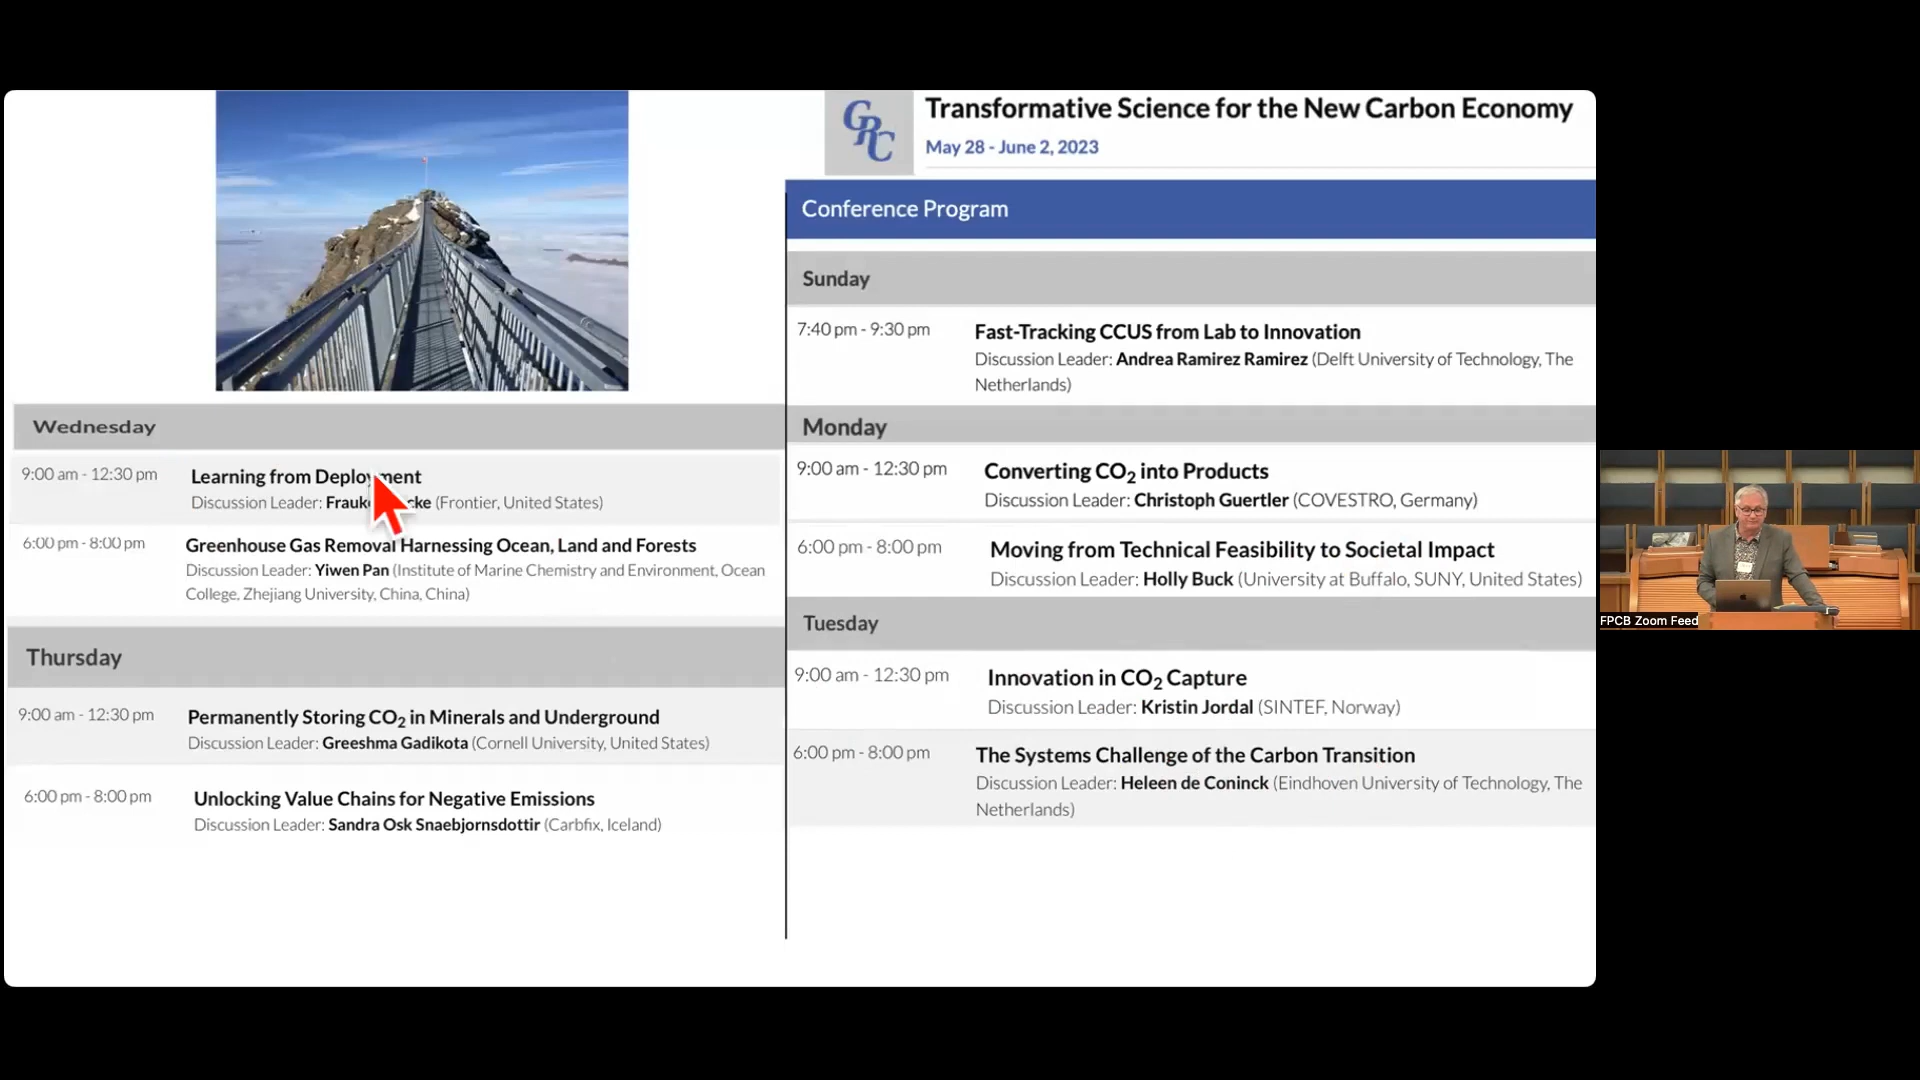 GRC
Transformative Science for the New Carbon Economy
May 28 - June 2, 2023
Conference Program
Sunday
7:40 pm - 9:30 pm
Fast-Tracking CCUS from Lab to Innovation
Discussion Leader: Andrea Ramirez Ramirez (Delft University of Technology, The
Netherlands)
Monday
9:00 am - 12:30 pm
Converting CO2 into Products
Discussion Leader: Christoph Guertler (COVESTRO, Germany)
6:00 pm - 8:00 pm
Moving from Technical Feasibility to Societal Impact
Discussion Leader: Holly Buck (University at Buffalo, SUNY, United States)
Tuesday
9:00 am - 12:30 pm
Innovation in CO2 Capture
Discussion Leader: Kristin Jordal (SINTEF, Norway)
6:00 pm - 8:00 pm
The Systems Challenge of the Carbon Transition
Discussion Leader: Heleen de Coninck (Eindhoven University of Technology, The
Netherlands)
Wednesday
9:00 am - 12:30 pm
Learning from Deployment
Discussion Leader: (Frontier, United States)
6:00 pm - 8:00 pm
Greenhouse Gas Removal Harnessing Ocean, Land and Forests
Discussion Leader: Yiwen Pan (Institute of Marine Chemistry and Environment, Ocean
College, Zhejiang University, China, China)
Thursday
9:00 am - 12:30 pm
Permanently Storing CO2 in Minerals and Underground
Discussion Leader: Greeshma Gadikota (Cornell University, United States)
6:00 pm - 8:00 pm
Unlocking Value Chains for Negative Emissions
Discussion Leader: Sandra Osk Snaebjornsdottir (Carbfix, Iceland)
FPCB Zoom Feed